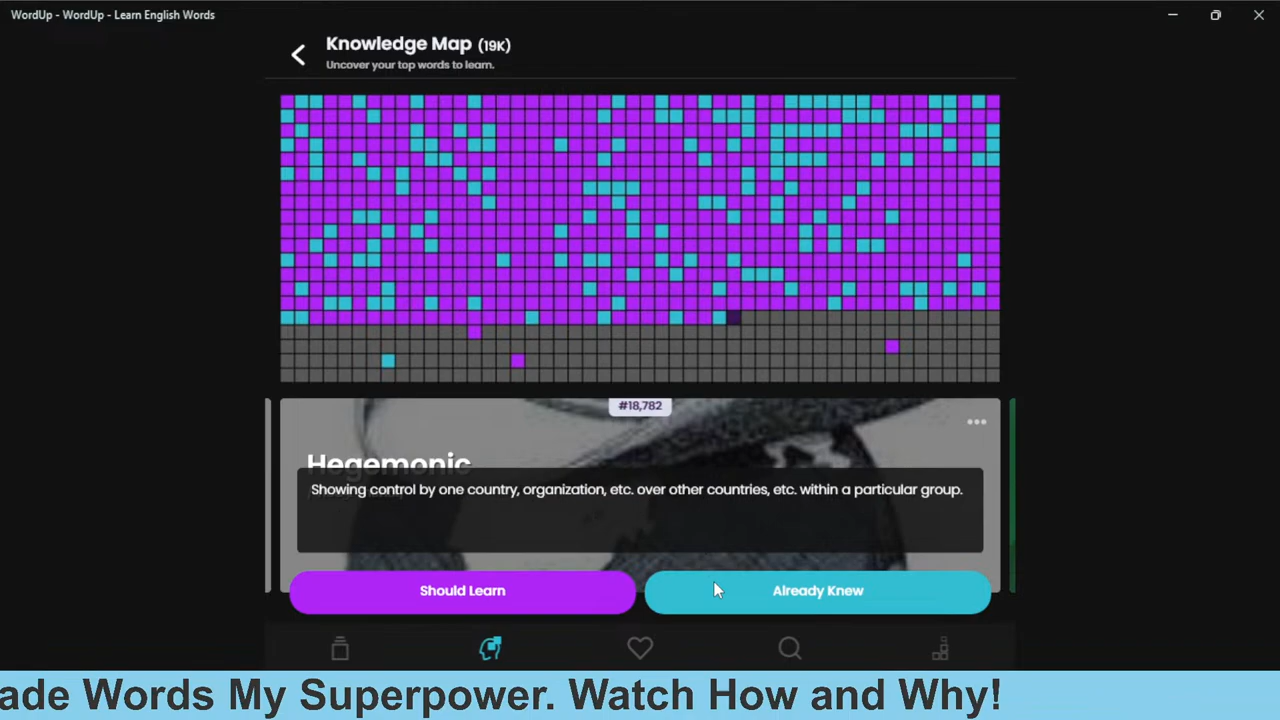 WordUp - WordUp - Learn English Words
Knowledge Map (19K)
Uncover your top words to learn.
#18,782
Hegemonic
Showing control by one country, organization, etc. over other countries, etc. within a particular group.
Should Learn
Already Knew
ade Words My Superpower. Watch How and Why!